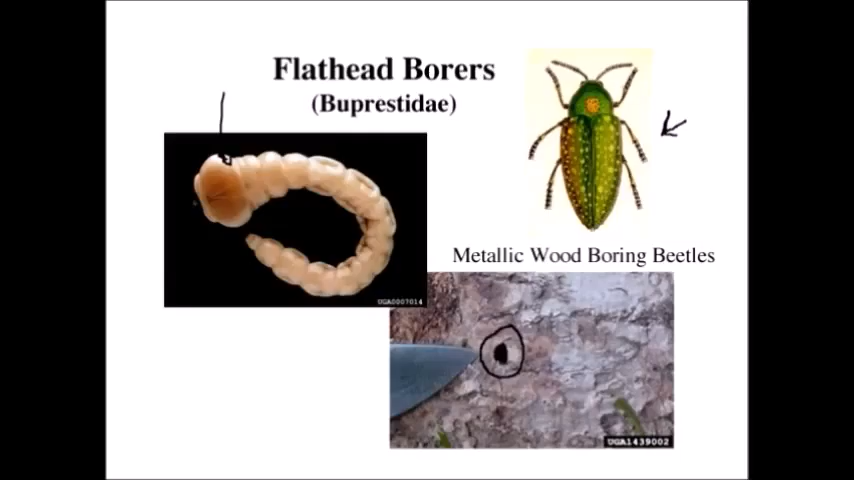 Flathead Borers
(Buprestidae)
UGA0007014
Metallic Wood Boring Beetles
UGA1439002